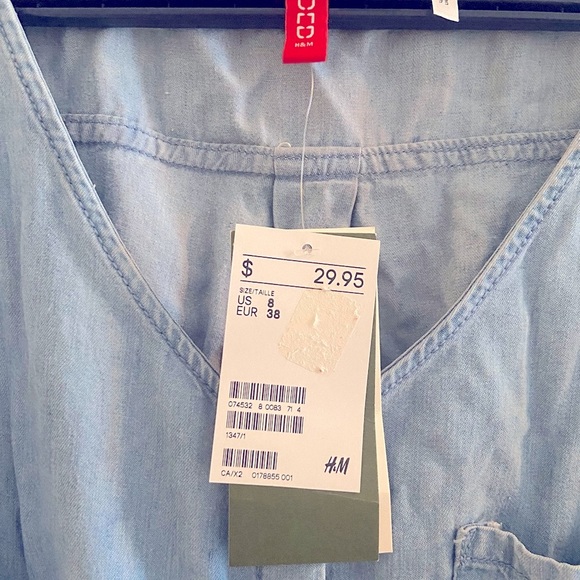 H&M
$ 29.95
SIZE/TAILLE
US 8
EUR 38
074532 8 0083 71 4
1347/1
H&M
CA/X2 0178855 001